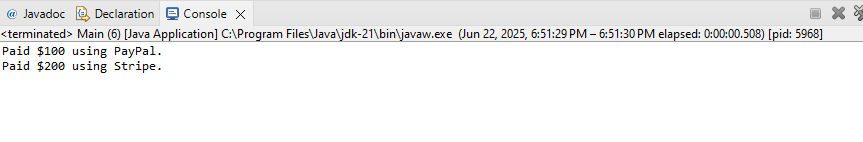 Javadoc Declaration Console
<terminated> Main (6) [Java Application] C:\Program Files\Java\jdk-21\bin\javaw.exe (Jun 22, 2025, 6:51:29 PM – 6:51:30 PM elapsed: 0:00:00.508) [pid: 5968]
Paid $100 using PayPal.
Paid $200 using Stripe.